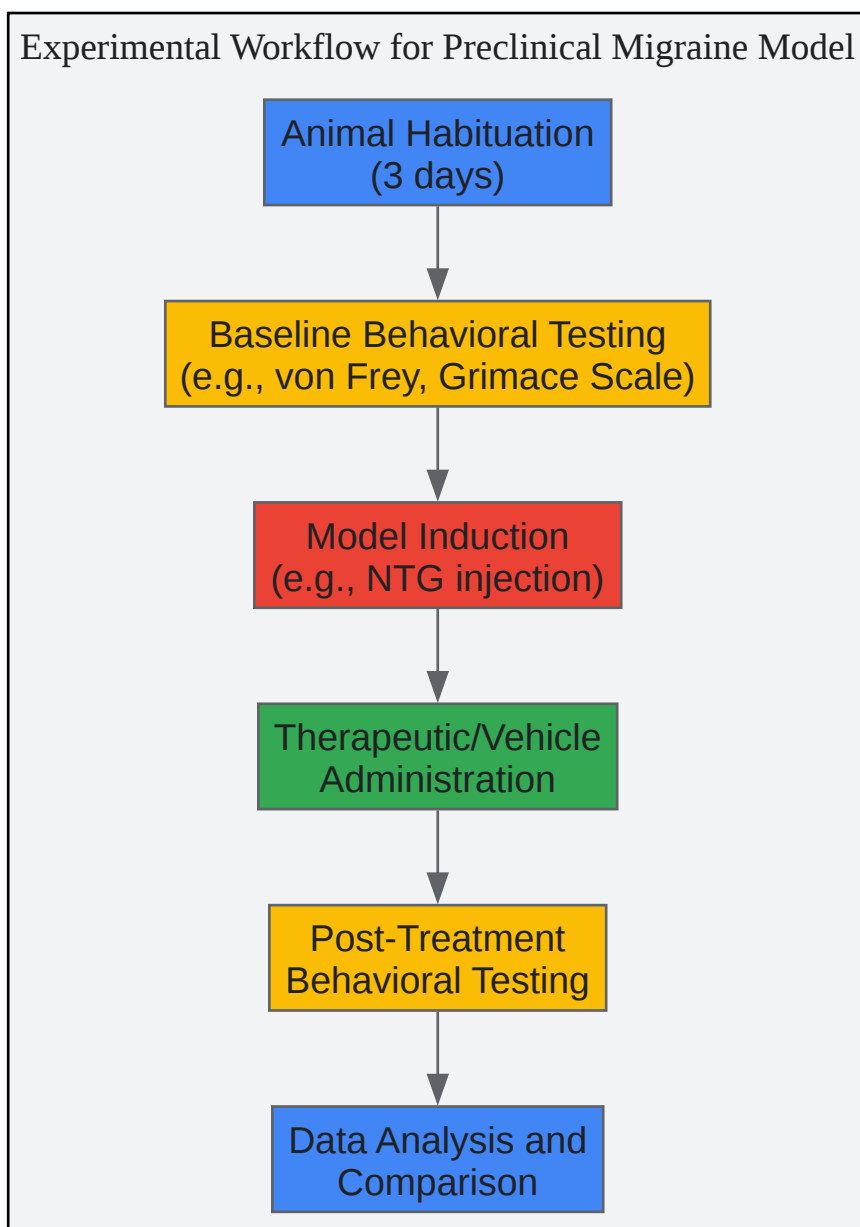 Experimental Workflow for Preclinical Migraine Model
Animal Habituation
(3 days)
Baseline Behavioral Testing
(e.g., von Frey, Grimace Scale)
Model Induction
(e.g., NTG injection)
Therapeutic/Vehicle
Administration
Post-Treatment
Behavioral Testing
Data Analysis and
Comparison